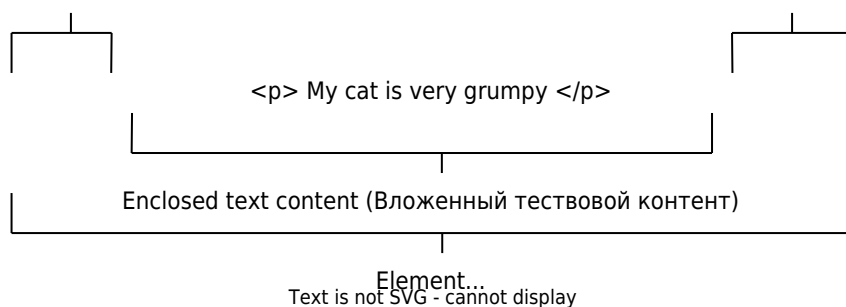 <p> My cat is very grumpy </p>
Enclosed text content (Вложенный тествовой контент)
Element...
Text is not SVG - cannot display